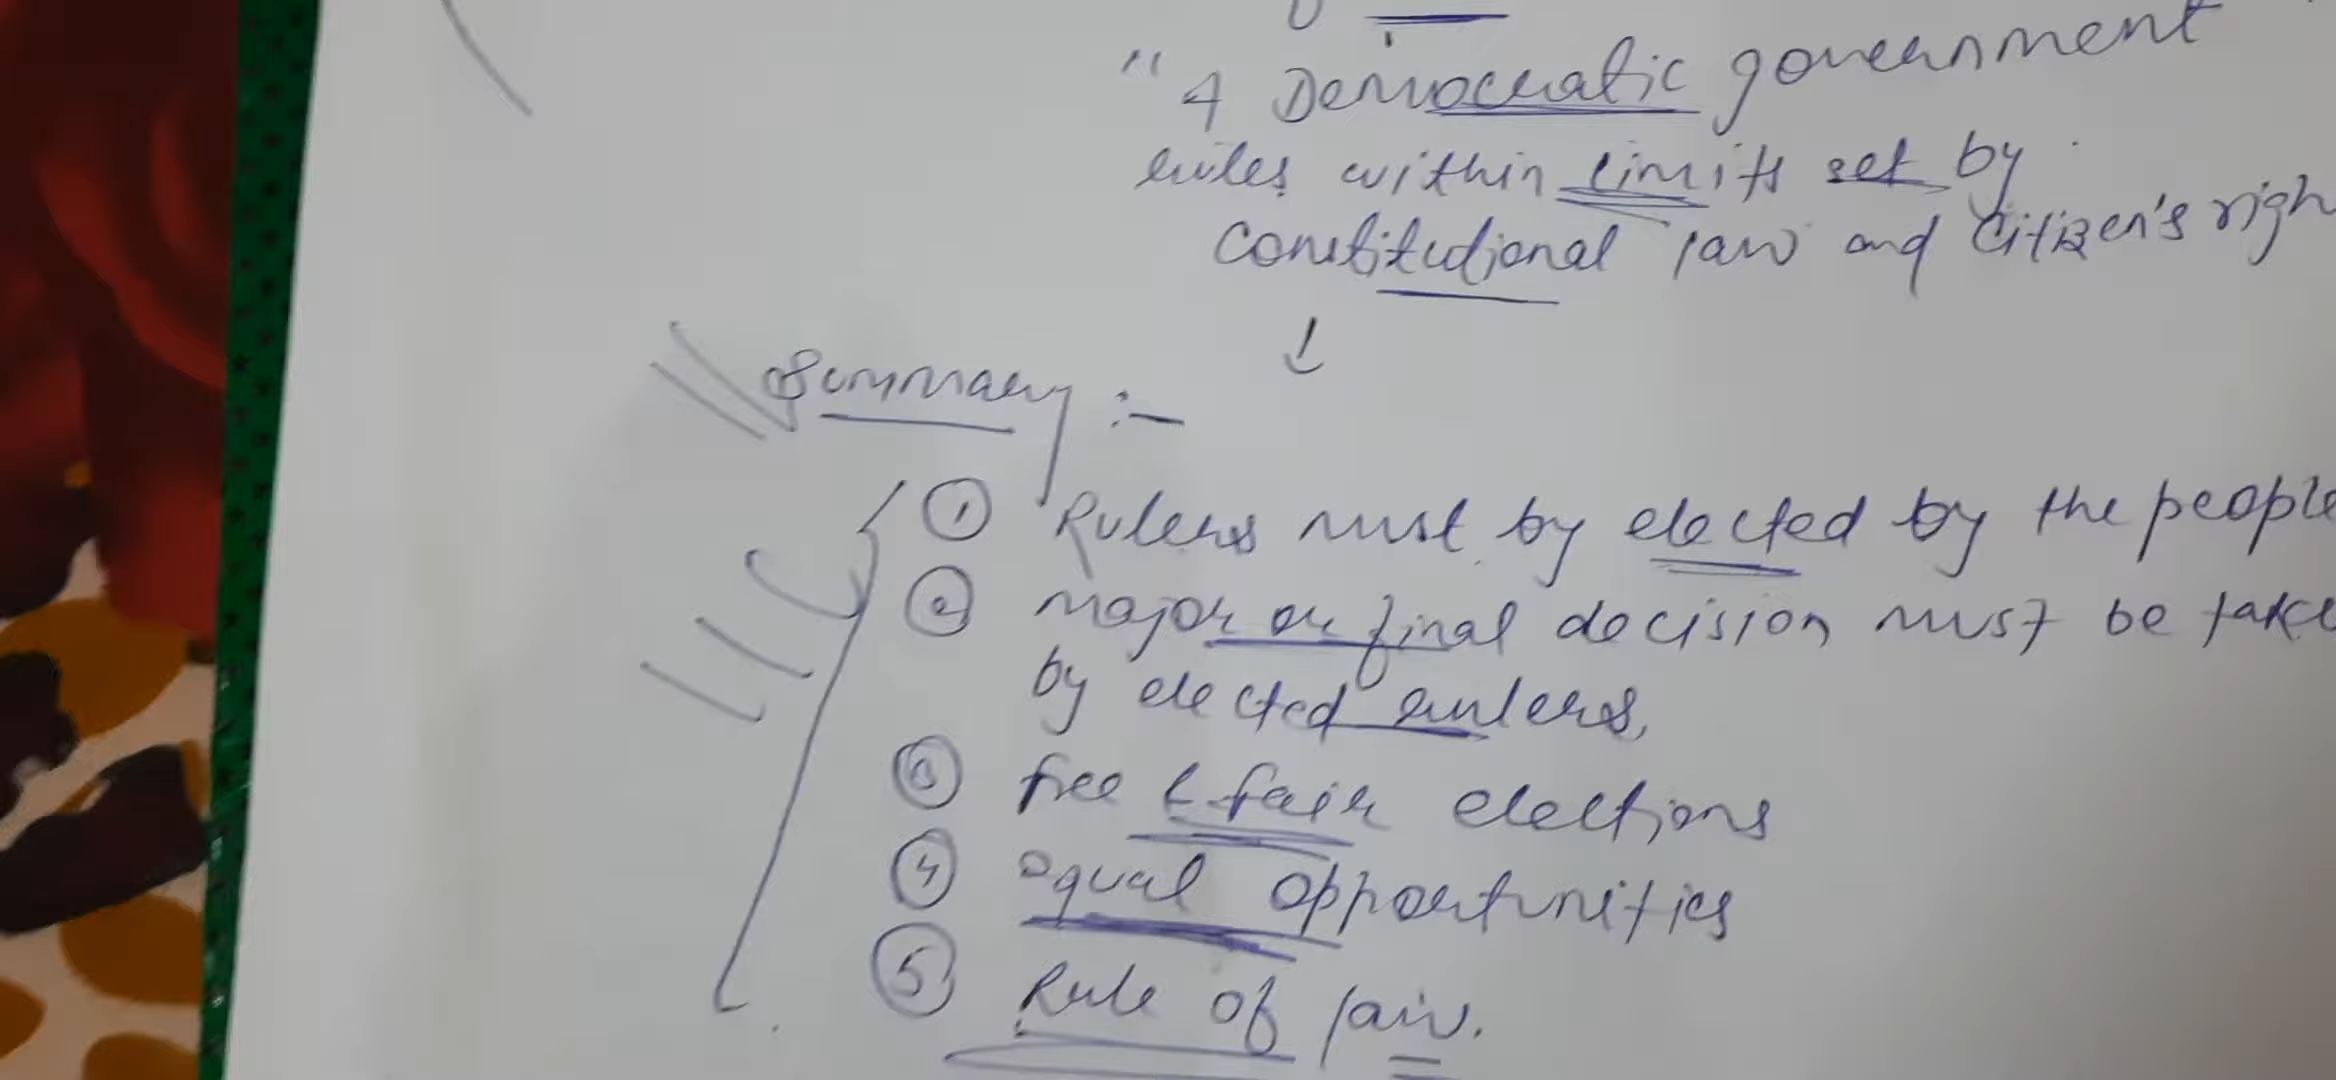 "A Democratic government
rules within limits set by
constitutional law and citizen's righ
Summary :-
① Rulers must by elected by the people
② major or final decision must be take
by elected rulers,
③ free & fair elections
④ equal opportunities
⑤ Rule of law.